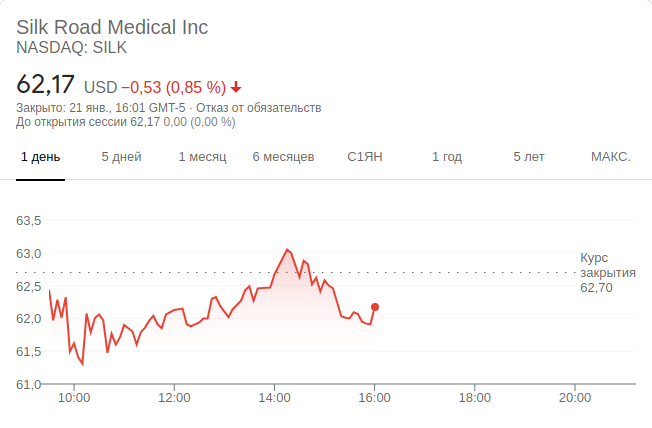 Silk Road Medical Inc
NASDAQ: SILK
62,17 USD −0,53 (0,85 %)
Закрыто: 21 янв., 16:01 GMT-5 · Отказ от обязательств
До открытия сессии 62,17 0,00 (0,00 %)
1 день 5 дней 1 месяц 6 месяцев С1ЯН 1 год 5 лет МАКС.
63,5
63,0
62,5
62,0
61,5
61,0
Курс
закрытия
62,70
10:00 12:00 14:00 16:00 18:00 20:00